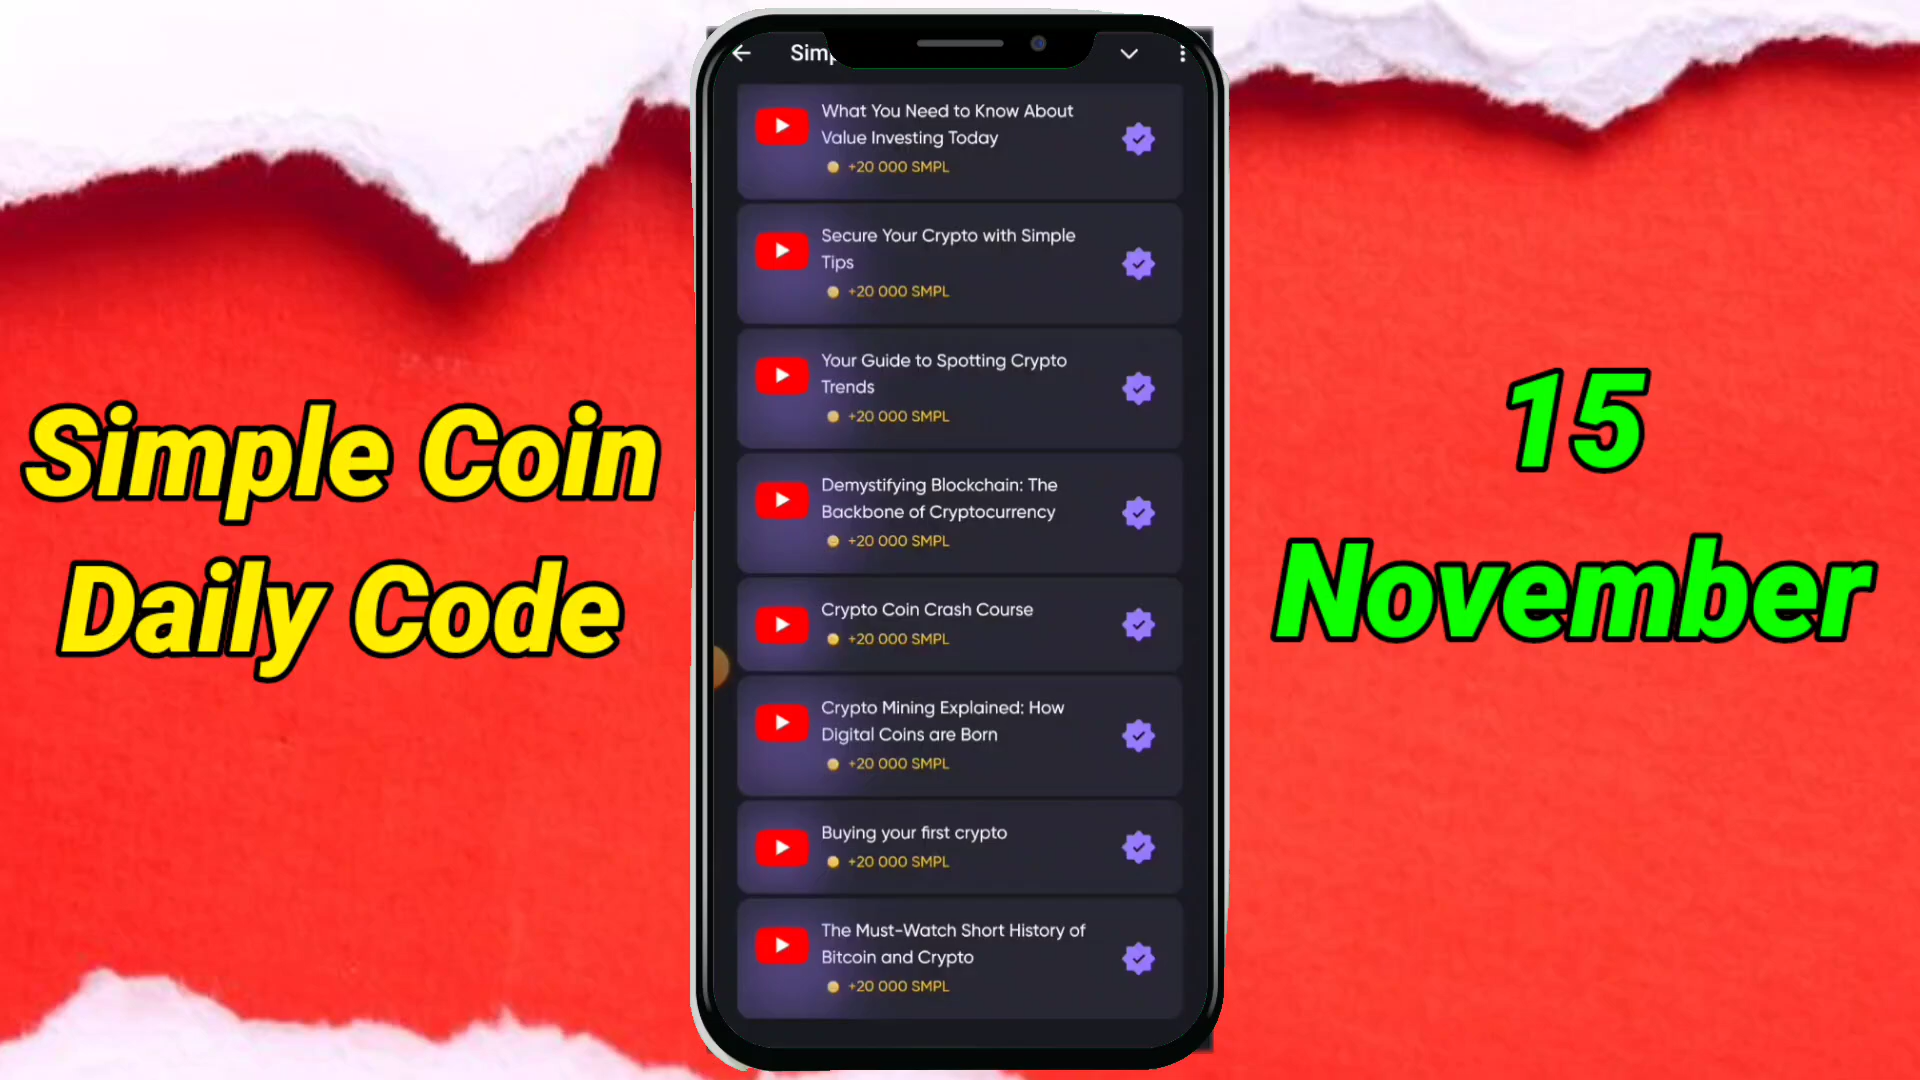 Simple Coin
Daily Code
What You Need to Know About
Value Investing Today
+20 000 SMPL
Secure Your Crypto with Simple
Tips
+20 000 SMPL
Your Guide to Spotting Crypto
Trends
+20 000 SMPL
Demystifying Blockchain: The
Backbone of Cryptocurrency
+20 000 SMPL
Crypto Coin Crash Course
+20 000 SMPL
Crypto Mining Explained: How
Digital Coins are Born
+20 000 SMPL
Buying your first crypto
+20 000 SMPL
The Must-Watch Short History of
Bitcoin and Crypto
+20 000 SMPL
15
November